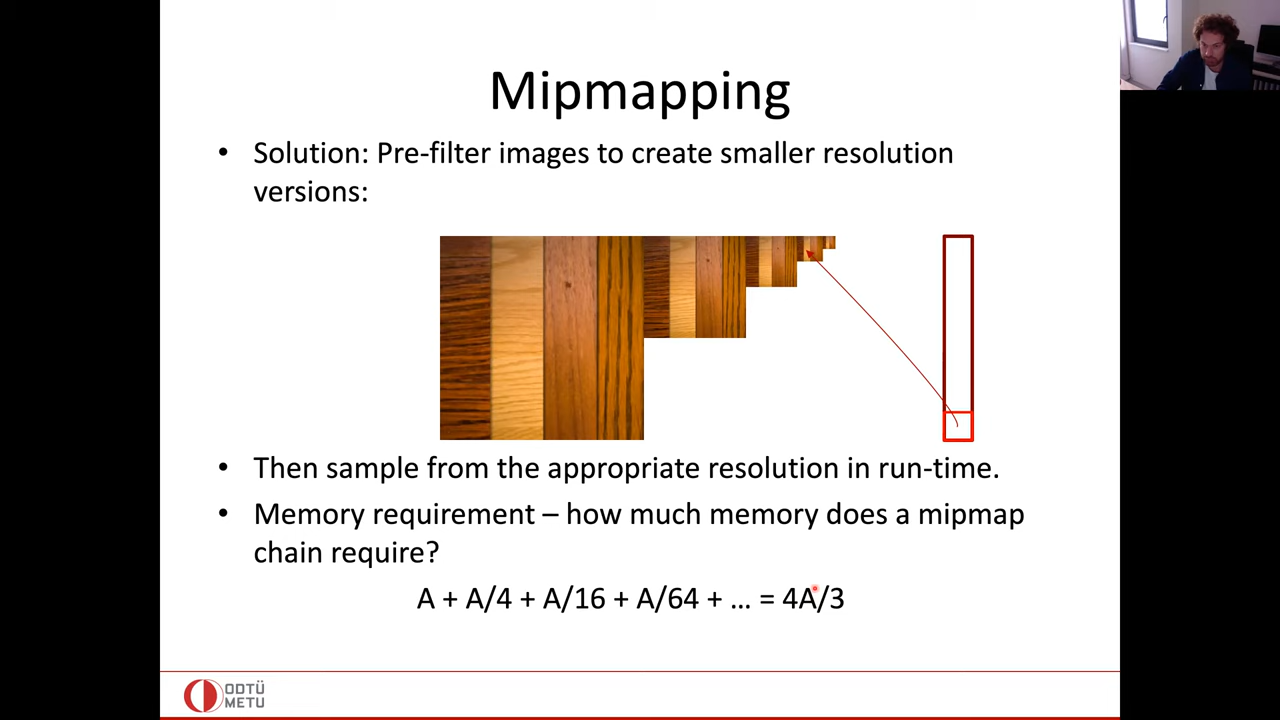 Mipmapping
• Solution: Pre-filter images to create smaller resolution
versions:
• Then sample from the appropriate resolution in run-time.
• Memory requirement – how much memory does a mipmap
chain require?
A + A/4 + A/16 + A/64 + … = 4A/3
ODTÜ
METU